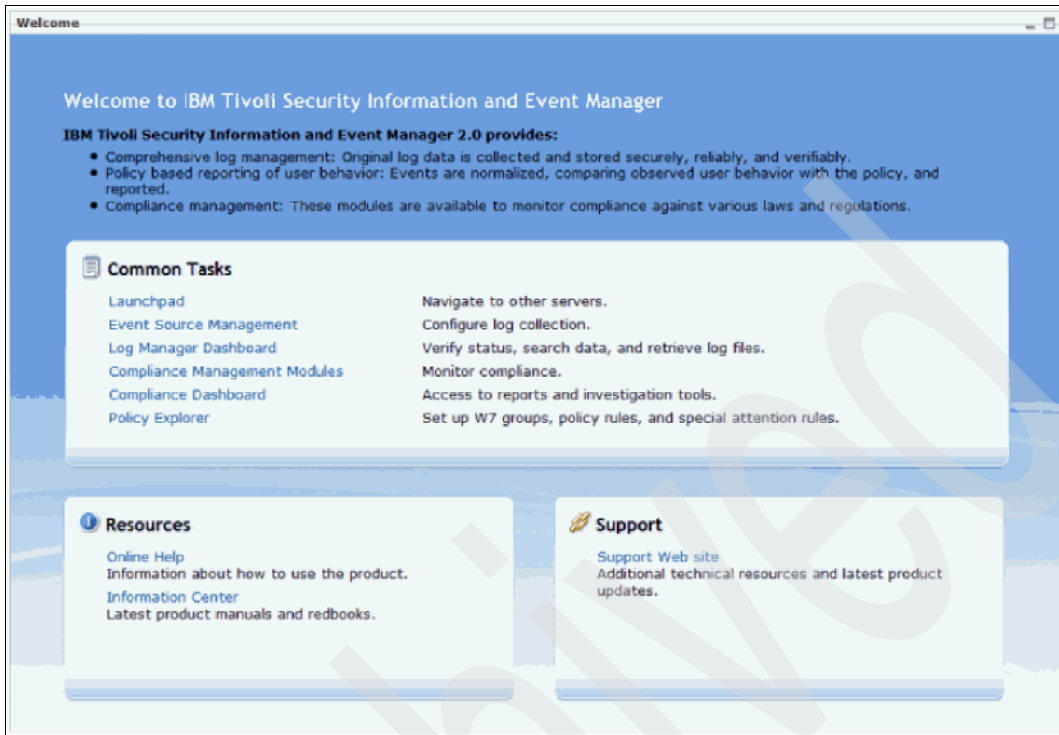 Welcome
Welcome to IBM Tivoli Security Information and Event Manager
IBM Tivoli Security Information and Event Manager 2.0 provides:
• Comprehensive log management: Original log data is collected and stored securely, reliably, and verifiably.
• Policy based reporting of user behavior: Events are normalized, comparing observed user behavior with the policy, and
reported.
• Compliance management: These modules are available to monitor compliance against various laws and regulations.
Common Tasks
Launchpad Navigate to other servers.
Event Source Management Configure log collection.
Log Manager Dashboard Verify status, search data, and retrieve log files.
Compliance Management Modules Monitor compliance.
Compliance Dashboard Access to reports and investigation tools.
Policy Explorer Set up W7 groups, policy rules, and special attention rules.
Resources
Online Help
Information about how to use the product.
Information Center
Latest product manuals and redbooks.
Support
Support Web site
Additional technical resources and latest product
updates.